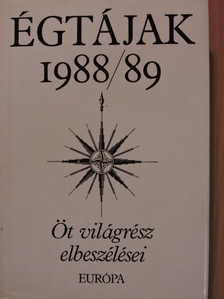 ÉGTÁJAK
1988/89
Öt világrész
elbeszélései
EURÓPA